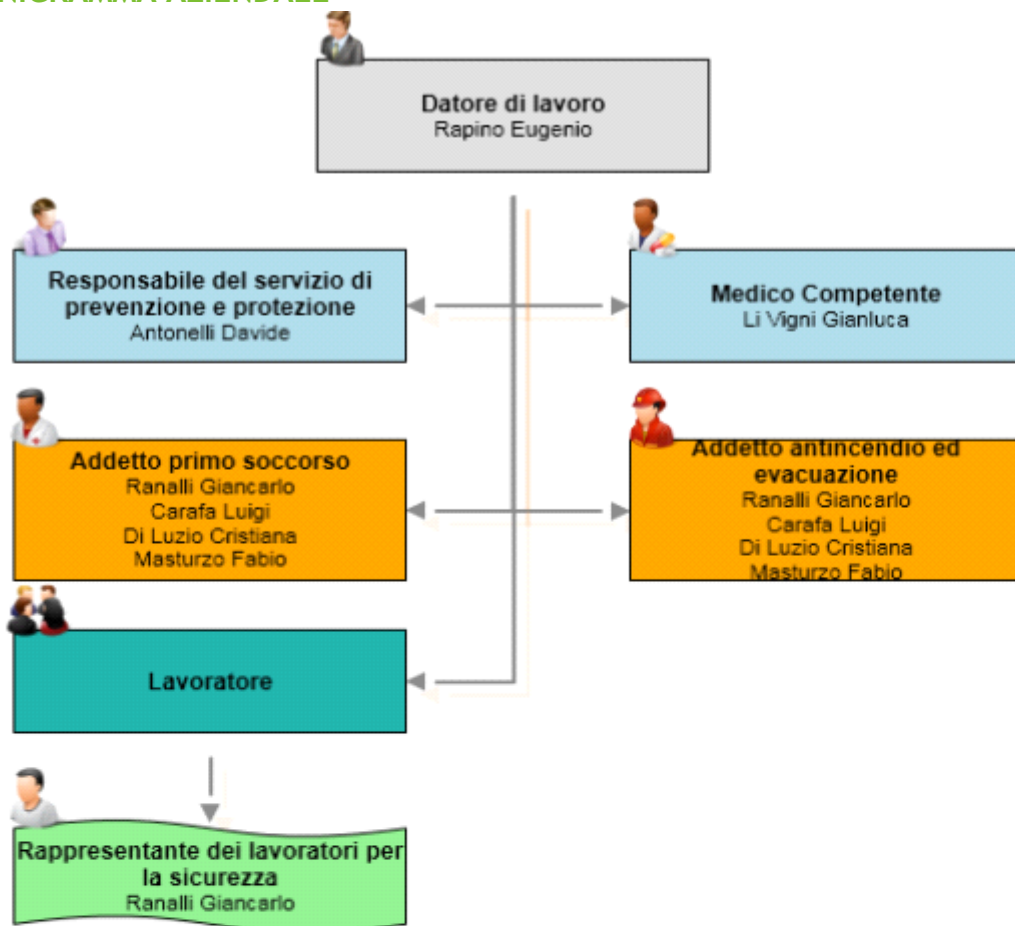 AZIENDALE
Datore di lavoro
Rapino Eugenio
Responsabile del servizio di
prevenzione e protezione
Antonelli Davide
Medico Competente
Li Vigni Gianluca
Addetto primo soccorso
Ranalli Giancarlo
Carafa Luigi
Di Luzio Cristiana
Masturzo Fabio
Addetto antincendio ed
evacuazione
Ranalli Giancarlo
Carafa Luigi
Di Luzio Cristiana
Masturzo Fabio
Lavoratore
Rappresentante dei lavoratori per
la sicurezza
Ranalli Giancarlo